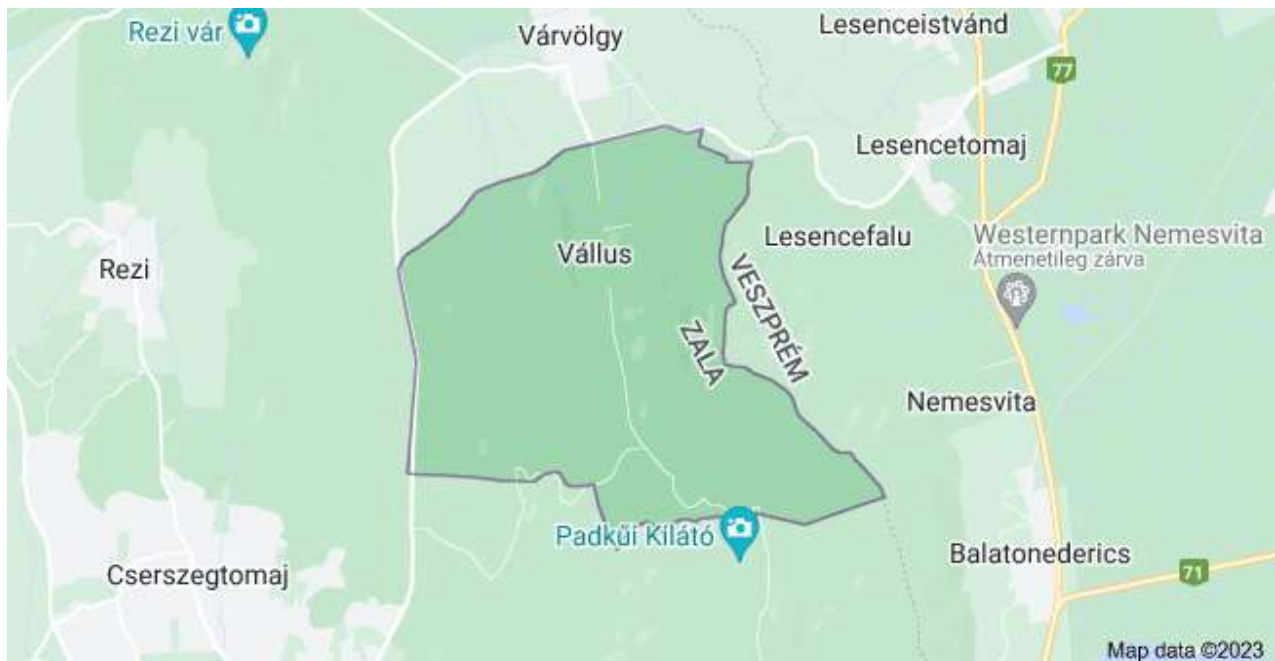 Rezi vár
Várvölgy
Lesenceistvánd
77
Lesencetomaj
Lesencefalu
Westernpark Nemesvita
Átmenetileg zárva
Vállus
Rezi
VESZPRÉM
ZALA
Nemesvita
Padkűi Kilátó
Balatonederics
Cserszegtomaj
71
Map data ©2023